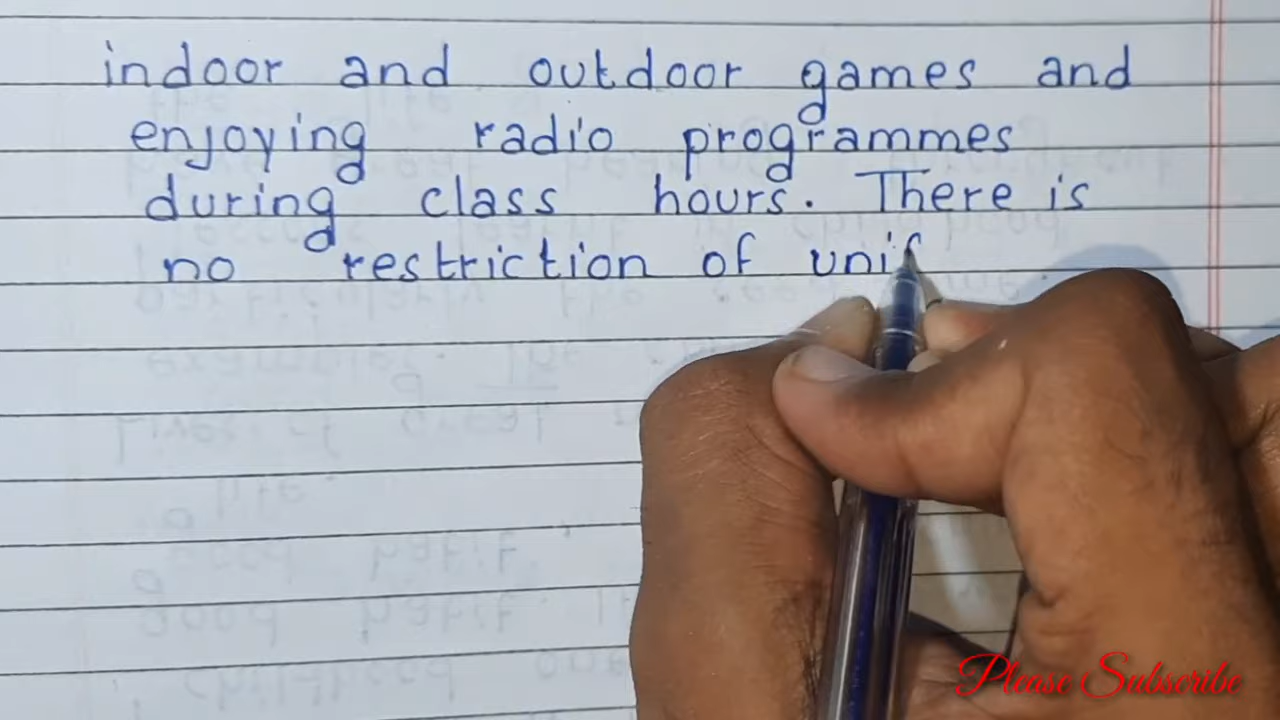 indoor and outdoor games and
enjoying radio programmes
during class hours. There is
no restriction of unif
Please Subscribe